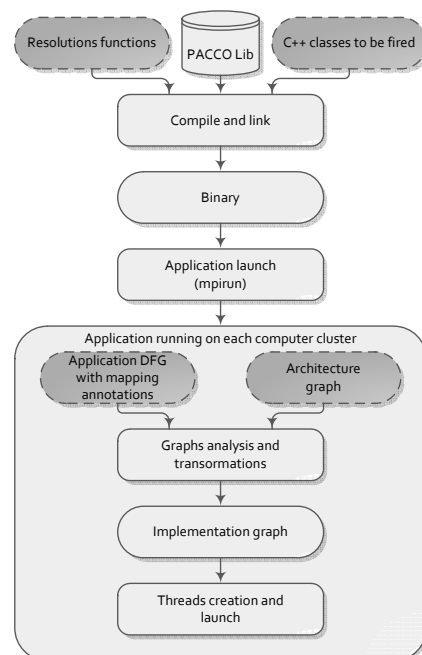 Resolutions functions
PACCO Lib
C++ classes to be fired
Compile and link
Binary
Application launch
(mpirun)
Application running on each computer cluster
Application DFG
with mapping
annotations
Architecture
graph
Graphs analysis and
transormations
Implementation graph
Threads creation and
launch